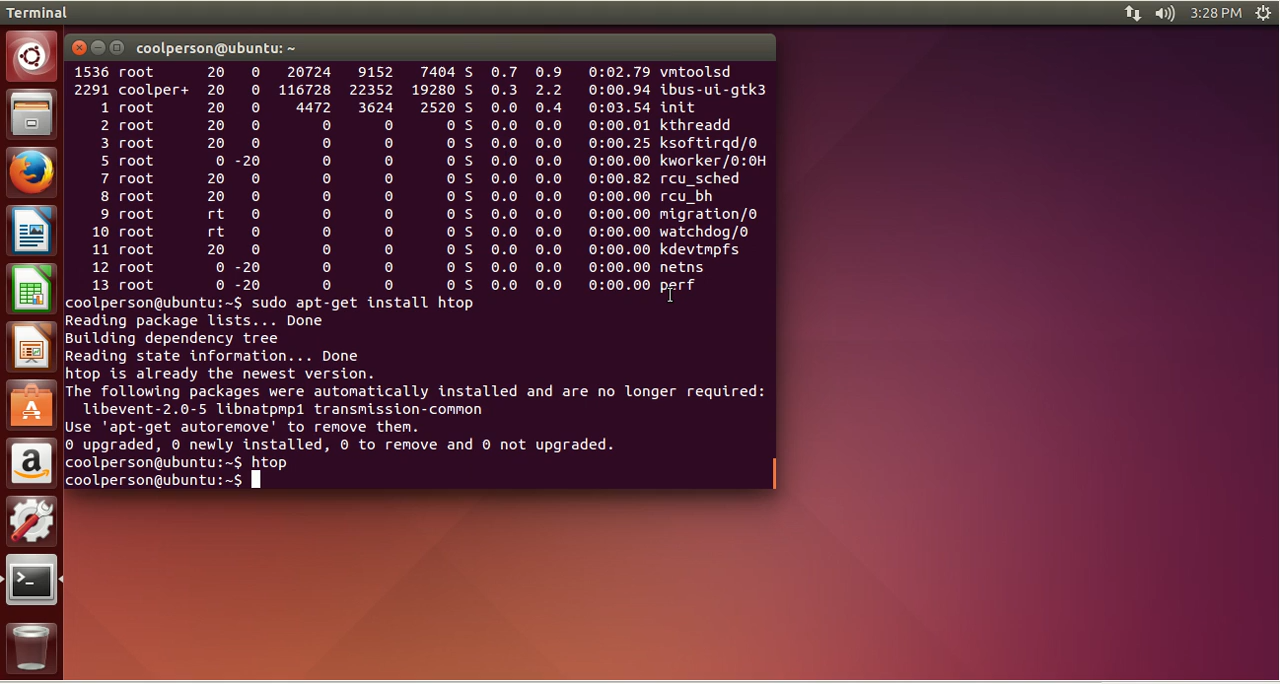 Terminal
3:28 PM
coolperson@ubuntu: ~
1536 root 20 0 20724 9152 7404 S 0.7 0.9 0:02.79 vmtoolsd
2291 coolper+ 20 0 116728 22352 19280 S 0.3 2.2 0:00.94 ibus-ui-gtk3
1 root 20 0 4472 3624 2520 S 0.0 0.4 0:03.54 init
2 root 20 0 0 0 0 S 0.0 0.0 0:00.01 kthreadd
3 root 20 0 0 0 0 S 0.0 0.0 0:00.25 ksoftirqd/0
5 root 0 -20 0 0 0 S 0.0 0.0 0:00.00 kworker/0:0H
7 root 20 0 0 0 0 S 0.0 0.0 0:00.82 rcu_sched
8 root 20 0 0 0 0 S 0.0 0.0 0:00.00 rcu_bh
9 root rt 0 0 0 0 S 0.0 0.0 0:00.00 migration/0
10 root rt 0 0 0 0 S 0.0 0.0 0:00.00 watchdog/0
11 root 20 0 0 0 0 S 0.0 0.0 0:00.00 kdevtmpfs
12 root 0 -20 0 0 0 S 0.0 0.0 0:00.00 netns
13 root 0 -20 0 0 0 S 0.0 0.0 0:00.00 perf
coolperson@ubuntu:~$ sudo apt-get install htop
Reading package lists... Done
Building dependency tree
Reading state information... Done
htop is already the newest version.
The following packages were automatically installed and are no longer required:
libevent-2.0-5 libnatpmp1 transmission-common
Use 'apt-get autoremove' to remove them.
0 upgraded, 0 newly installed, 0 to remove and 0 not upgraded.
coolperson@ubuntu:~$ htop
coolperson@ubuntu:~$